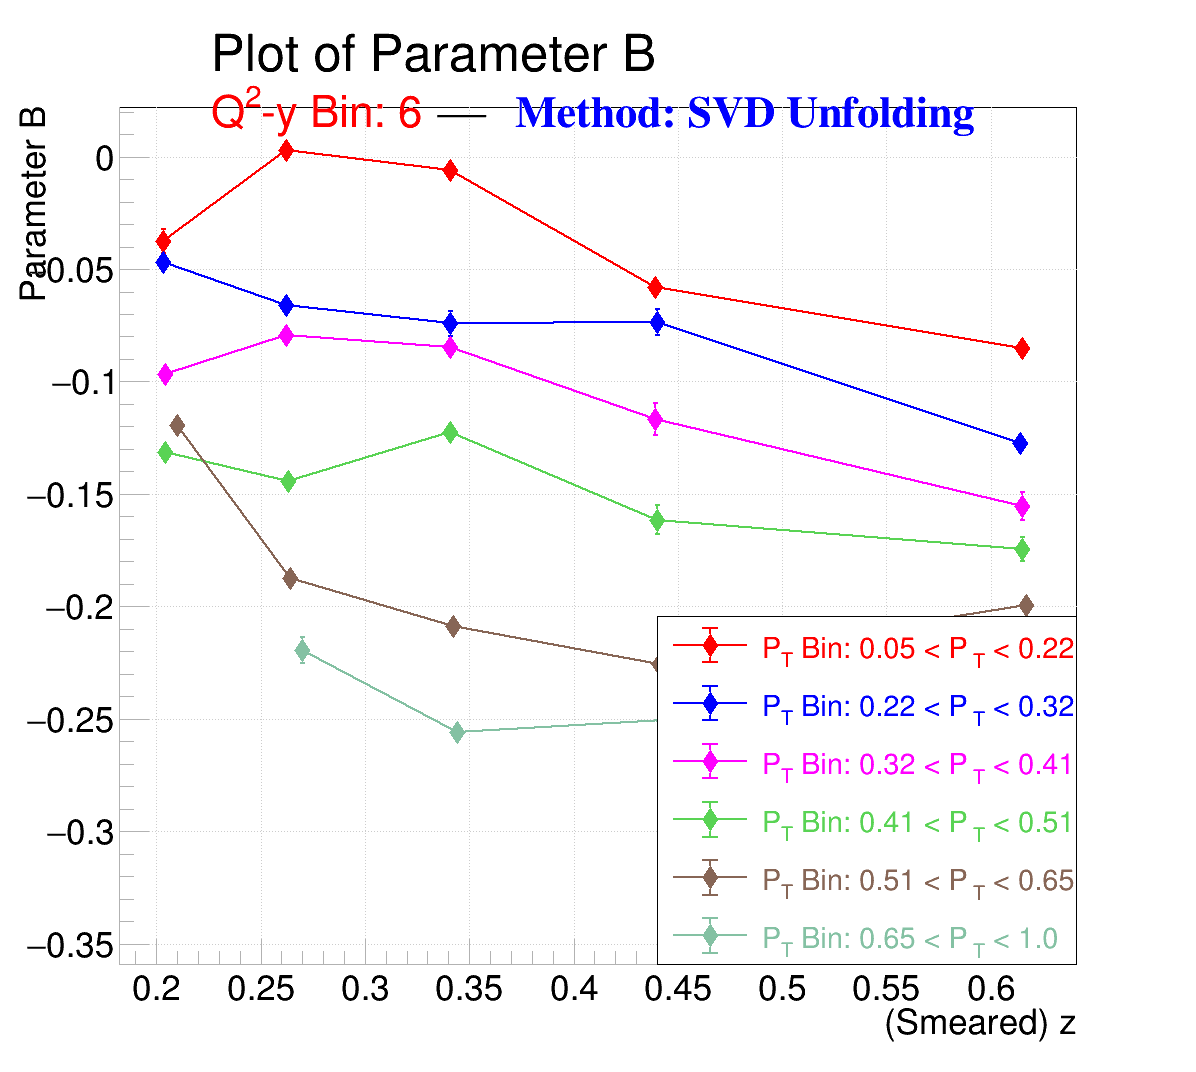 Plot of Parameter B
Q²-y Bin: 6 — Method: SVD Unfolding
Parameter B
0
−0.05
−0.1
−0.15
−0.2
−0.25
−0.3
−0.35
P_T Bin: 0.05 < P_T < 0.22
P_T Bin: 0.22 < P_T < 0.32
P_T Bin: 0.32 < P_T < 0.41
P_T Bin: 0.41 < P_T < 0.51
P_T Bin: 0.51 < P_T < 0.65
P_T Bin: 0.65 < P_T < 1.0
0.2 0.25 0.3 0.35 0.4 0.45 0.5 0.55 0.6
(Smeared) z